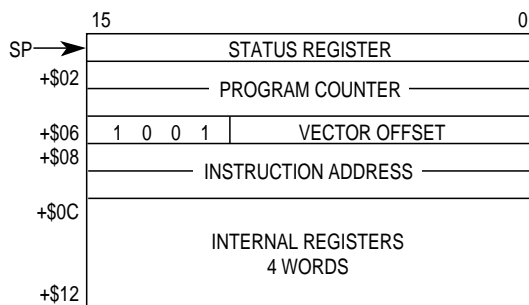 15 0
SP STATUS REGISTER
+$02 PROGRAM COUNTER
+$06 1 0 0 1 VECTOR OFFSET
+$08 INSTRUCTION ADDRESS
+$0C
INTERNAL REGISTERS
4 WORDS
+$12